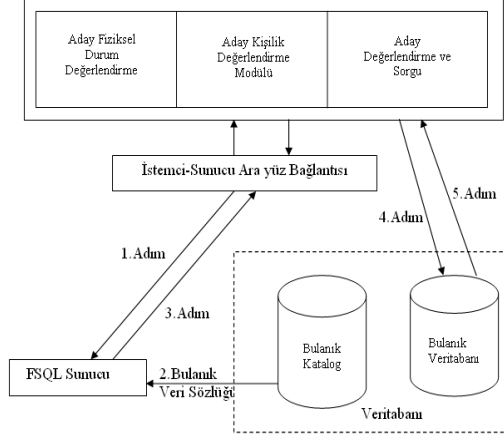 Aday Fiziksel
Durum
Değerlendirme
Aday Kişilik
Değerlendirme
Modülü
Aday
Değerlendirme ve
Sorgu
İstemci-Sunucu Ara yüz Bağlantısı
1.Adım
3.Adım
4.Adım
5.Adım
FSQL Sunucu
2.Bulanık
Veri Sözlüğü
Bulanık
Katalog
Bulanık
Veritabanı
Veritabanı